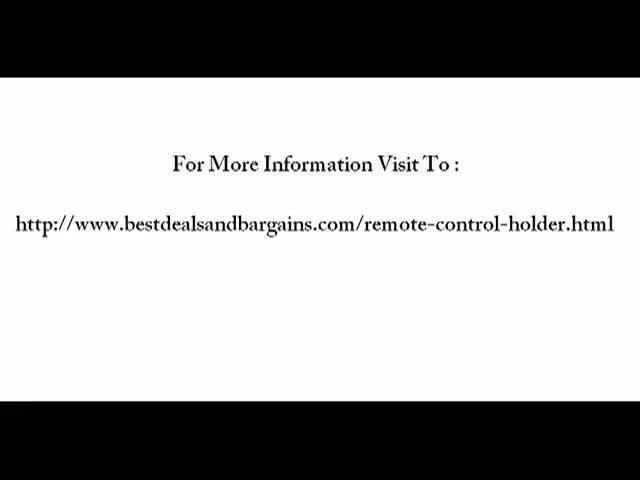 For More Information Visit To :
http://www.bestdealsandbargains.com/remote-control-holder.html